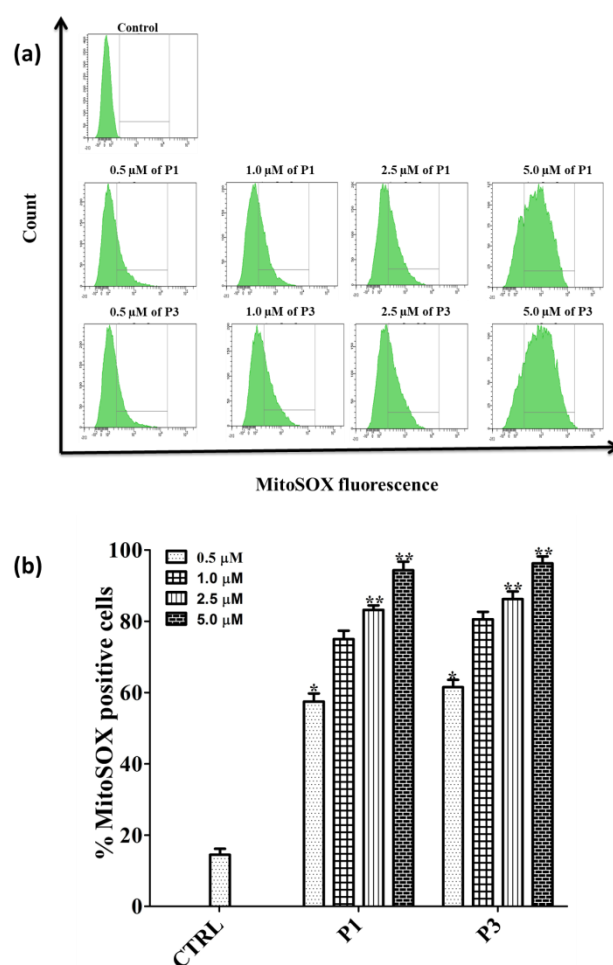 (a)
Control
0.5 µM of P1
1.0 µM of P1
2.5 µM of P1
5.0 µM of P1
Count
0.5 µM of P3
1.0 µM of P3
2.5 µM of P3
5.0 µM of P3
MitoSOX fluorescence
(b)
% MitoSOX positive cells
100
80
60
40
20
0
0.5 µM
1.0 µM
2.5 µM
5.0 µM
*
**
**
*
**
**
CTRL
P1
P3